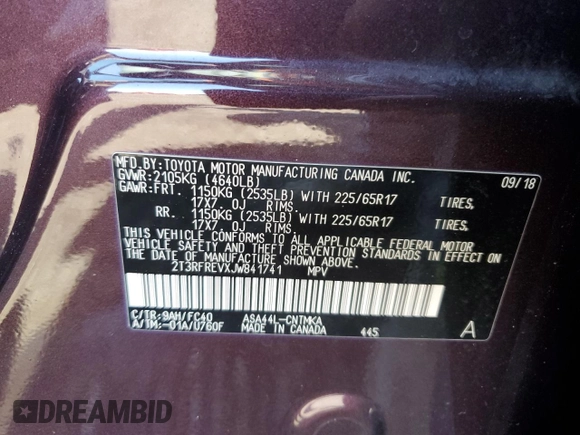 MFD.BY:TOYOTA MOTOR MANUFACTURING CANADA INC.
GVWR:2105KG (4640LB) 09/18
GAWR:FRT. 1150KG (2535LB) WITH 225/65R17 TIRES,
17X7.0J RIMS
RR. 1150KG (2535LB) WITH 225/65R17 TIRES,
17X7.0J RIMS
THIS VEHICLE CONFORMS TO ALL APPLICABLE FEDERAL MOTOR
VEHICLE SAFETY AND THEFT PREVENTION STANDARDS IN EFFECT ON
THE DATE OF MANUFACTURE SHOWN ABOVE.
2T3RFREVXJW841741 MPV
C/TR:9AH/FC40 ASA44L-CNTMKA
A/TM:-01A/U760F MADE IN CANADA 445 A
DREAMBID